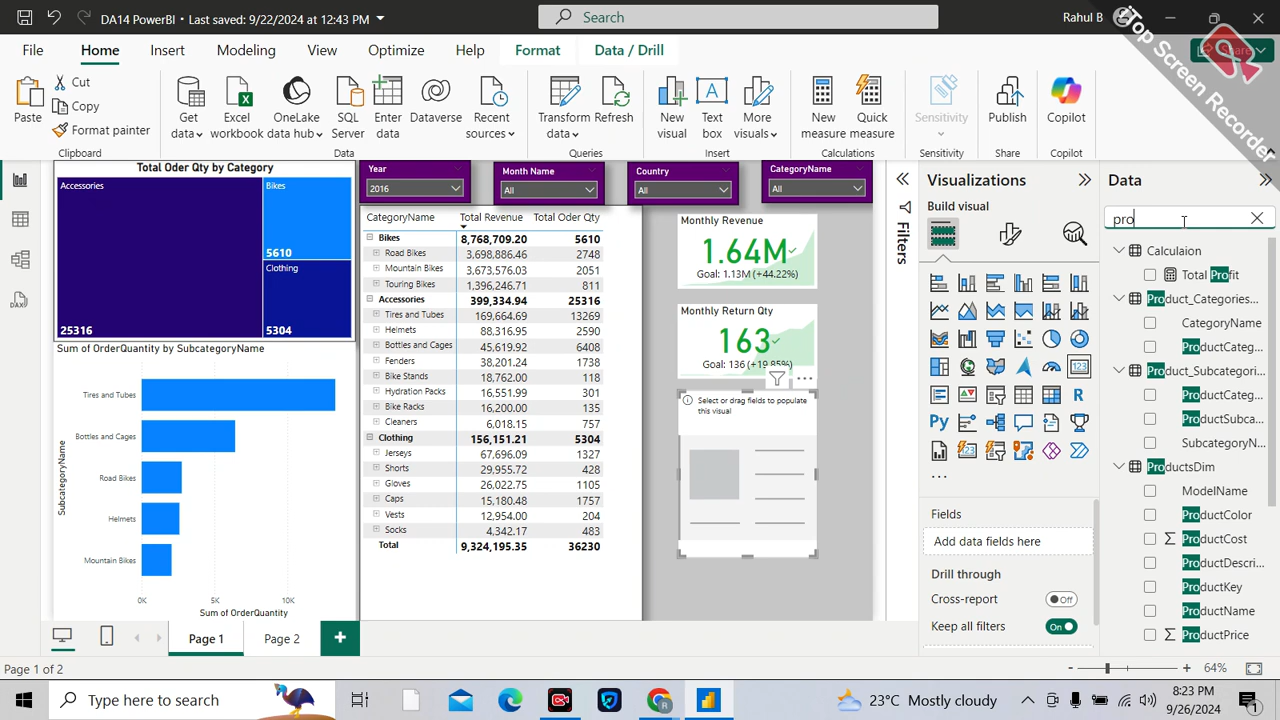 DA14 PowerBI • Last saved: 9/22/2024 at 12:43 PM
Search
Rahul B
iTop Screen Recorder
File
Home
Insert
Modeling
View
Optimize
Help
Format
Data / Drill
Share
Paste
Cut
Copy
Format painter
Clipboard
Get data
Excel workbook
OneLake data hub
SQL Server
Enter data
Dataverse
Recent sources
Data
Transform data
Refresh
Queries
New visual
Text box
More visuals
Insert
New measure
Quick measure
Calculations
Sensitivity
Sensitivity
Publish
Share
Copilot
Copilot
Total Oder Qty by Category
Accessories
25316
Bikes
5610
Clothing
5304
Sum of OrderQuantity by SubcategoryName
SubcategoryName
Tires and Tubes
Bottles and Cages
Road Bikes
Helmets
Mountain Bikes
0K 5K 10K
Sum of OrderQuantity
Year
2016
Month Name
All
Country
All
CategoryName
All
CategoryName Total Revenue Total Oder Qty
Bikes 8,768,709.20 5610
Road Bikes 3,698,886.46 2748
Mountain Bikes 3,673,576.03 2051
Touring Bikes 1,396,246.71 811
Accessories 399,334.94 25316
Tires and Tubes 169,664.69 13269
Helmets 88,316.95 2590
Bottles and Cages 45,619.92 6408
Fenders 38,201.24 1738
Bike Stands 18,762.00 118
Hydration Packs 16,551.99 301
Bike Racks 16,200.00 135
Cleaners 6,018.15 757
Clothing 156,151.21 5304
Jerseys 67,696.09 1327
Shorts 29,955.72 428
Gloves 26,022.75 1105
Caps 15,180.48 1757
Vests 12,954.00 204
Socks 4,342.17 483
Total 9,324,195.35 36230
Monthly Revenue
1.64M
Goal: 1.13M (+44.22%)
Monthly Return Qty
163
Goal: 136 (+19.85%)
Select or drag fields to populate
this visual
Filters
Visualizations
Build visual
123
R
Py
...
Fields
Add data fields here
Drill through
Cross-report
Off
Keep all filters
On
Data
pro
Calculaion
Total Profit
Product_Categories...
CategoryName
ProductCateg...
Product_Subcategori...
ProductCateg...
ProductSubca...
SubcategoryN...
ProductsDim
ModelName
ProductColor
ProductCost
ProductDescri...
ProductKey
ProductName
ProductPrice
Page 1
Page 2
Page 1 of 2
- + 64%
Type here to search
23°C Mostly cloudy
8:23 PM
9/26/2024
1